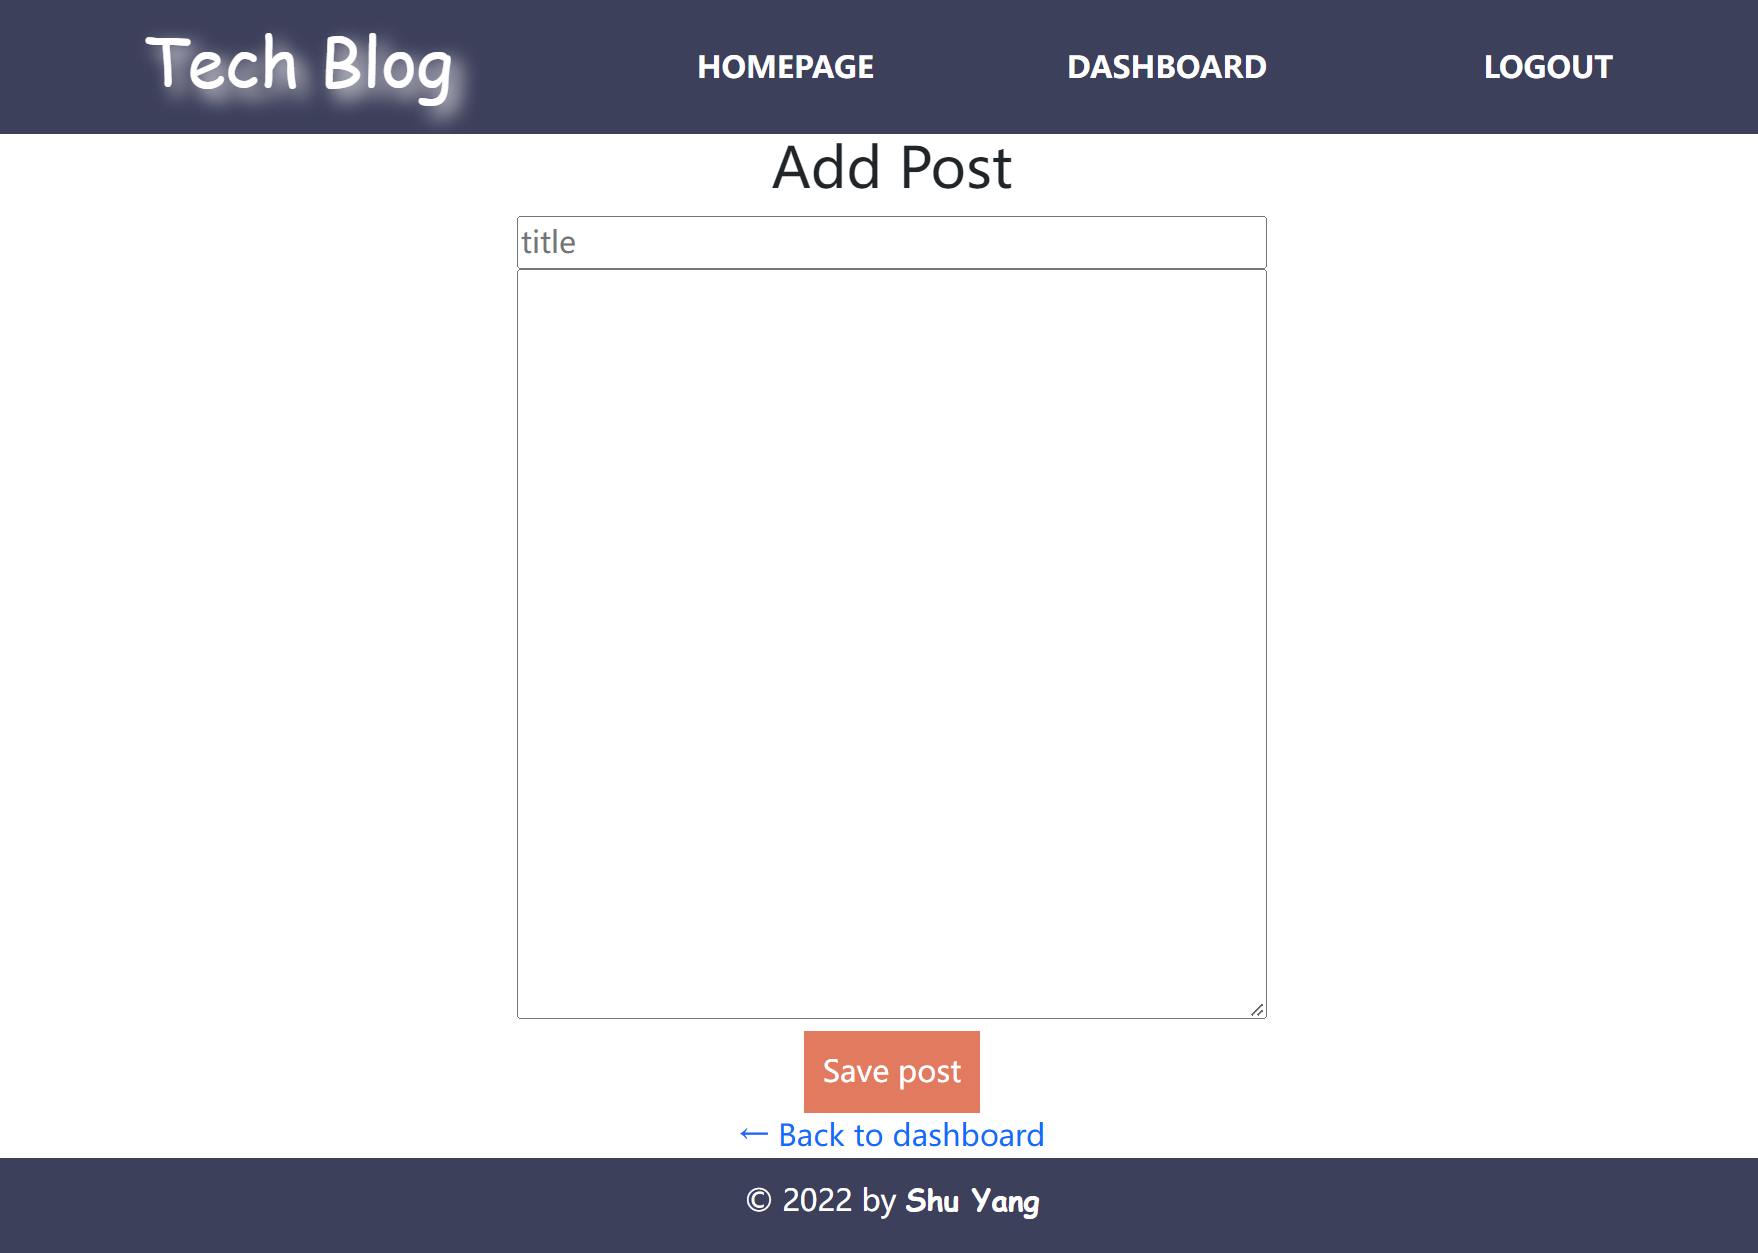 Tech Blog HOMEPAGE DASHBOARD LOGOUT
Add Post
title
Save post
← Back to dashboard
© 2022 by Shu Yang